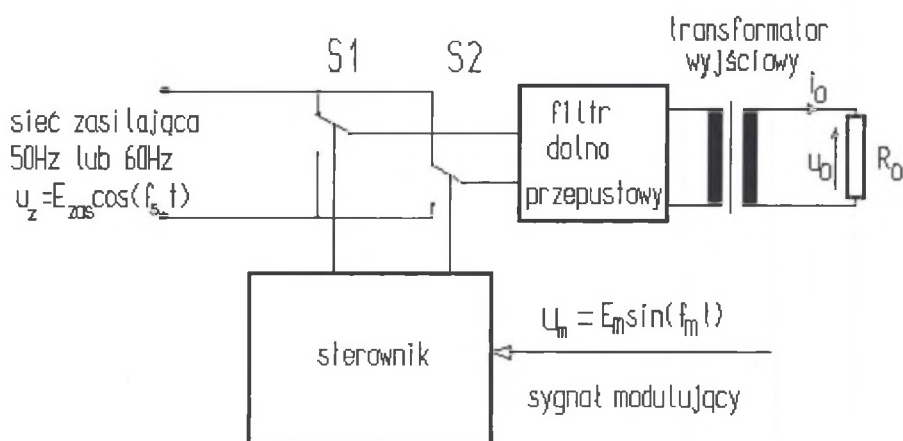 S1
S2
transformator
wyjściowy
sieć zasilająca
50Hz lub 60Hz
u_z=E_zas cos(f_s t)
filtr
dolno
przepustowy
i_o
u_o
R_o
sterownik
u_m = E_m sin(f_m t)
sygnał modulujący